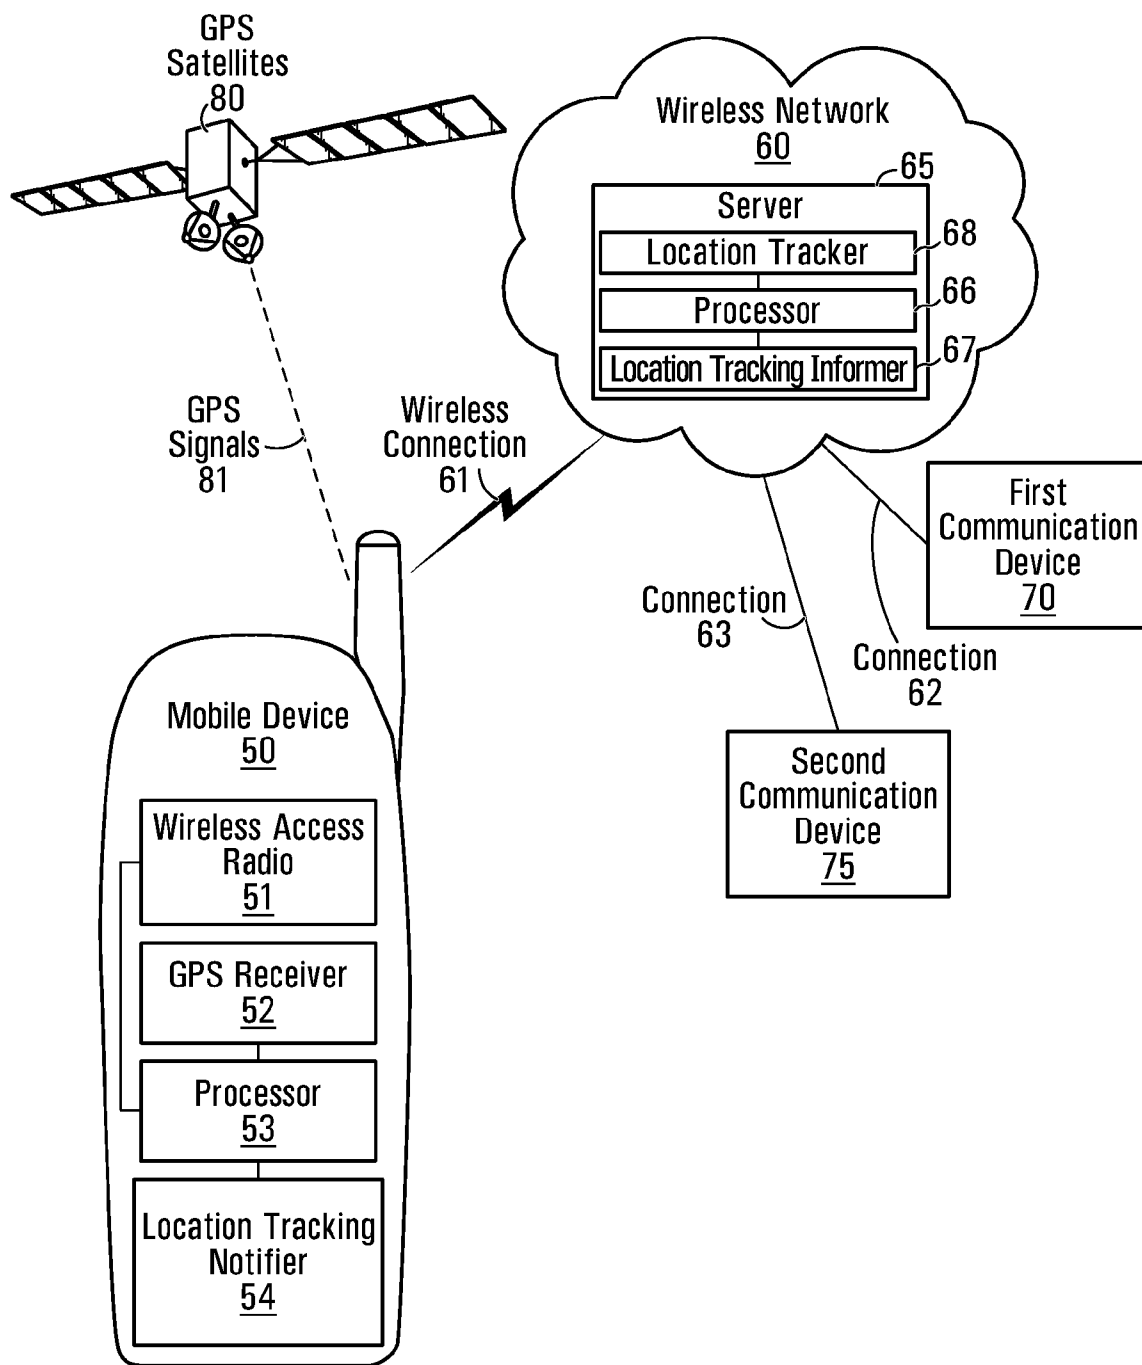 GPS
Satellites
80
Wireless Network
60
65
Server
Location Tracker
68
Processor
66
Location Tracking Informer
67
GPS
Signals
81
Wireless
Connection
61
First
Communication
Device
70
Connection
63
Connection
62
Second
Communication
Device
75
Mobile Device
50
Wireless Access
Radio
51
GPS Receiver
52
Processor
53
Location Tracking
Notifier
54